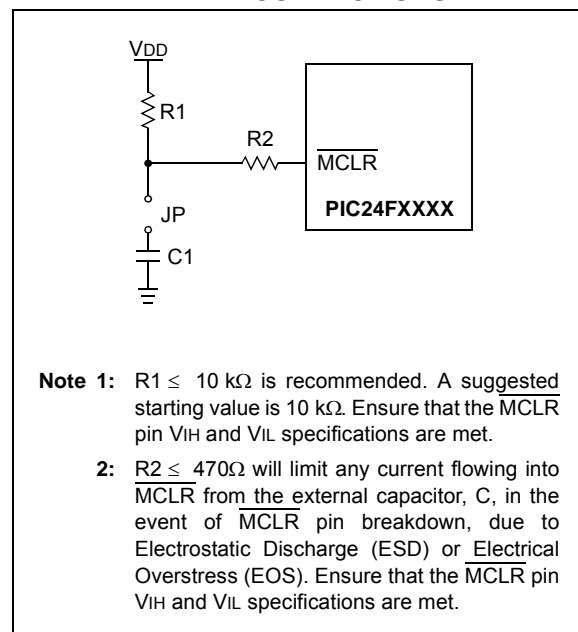 VDD
R1
R2
MCLR
JP
PIC24FXXXX
C1
Note 1: R1 ≤ 10 kΩ is recommended. A suggested
starting value is 10 kΩ. Ensure that the MCLR
pin VIH and VIL specifications are met.
2: R2 ≤ 470Ω will limit any current flowing into
MCLR from the external capacitor, C, in the
event of MCLR pin breakdown, due to
Electrostatic Discharge (ESD) or Electrical
Overstress (EOS). Ensure that the MCLR pin
VIH and VIL specifications are met.